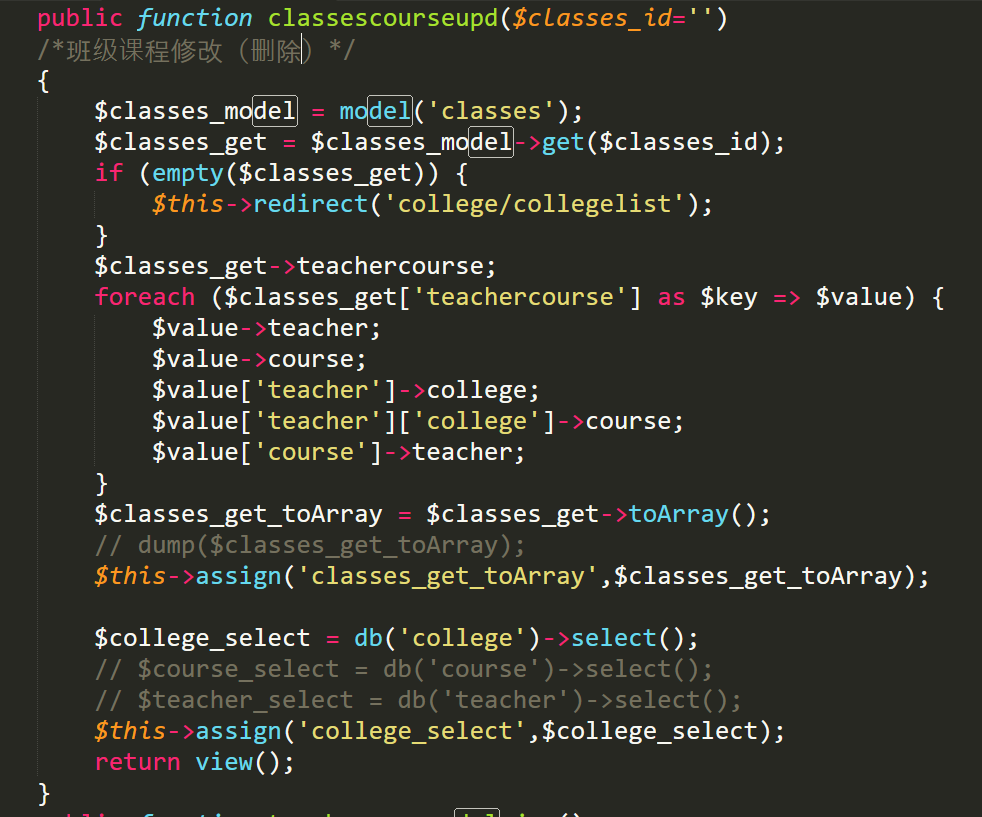 public function classescourseupd($classes_id='')
/*班级课程修改（删除）*/
{
$classes_model = model('classes');
$classes_get = $classes_model->get($classes_id);
if (empty($classes_get)) {
$this->redirect('college/collegelist');
}
$classes_get->teachercourse;
foreach ($classes_get['teachercourse'] as $key => $value) {
$value->teacher;
$value->course;
$value['teacher']->college;
$value['teacher']['college']->course;
$value['course']->teacher;
}
$classes_get_toArray = $classes_get->toArray();
// dump($classes_get_toArray);
$this->assign('classes_get_toArray',$classes_get_toArray);
$college_select = db('college')->select();
// $course_select = db('course')->select();
// $teacher_select = db('teacher')->select();
$this->assign('college_select',$college_select);
return view();
}